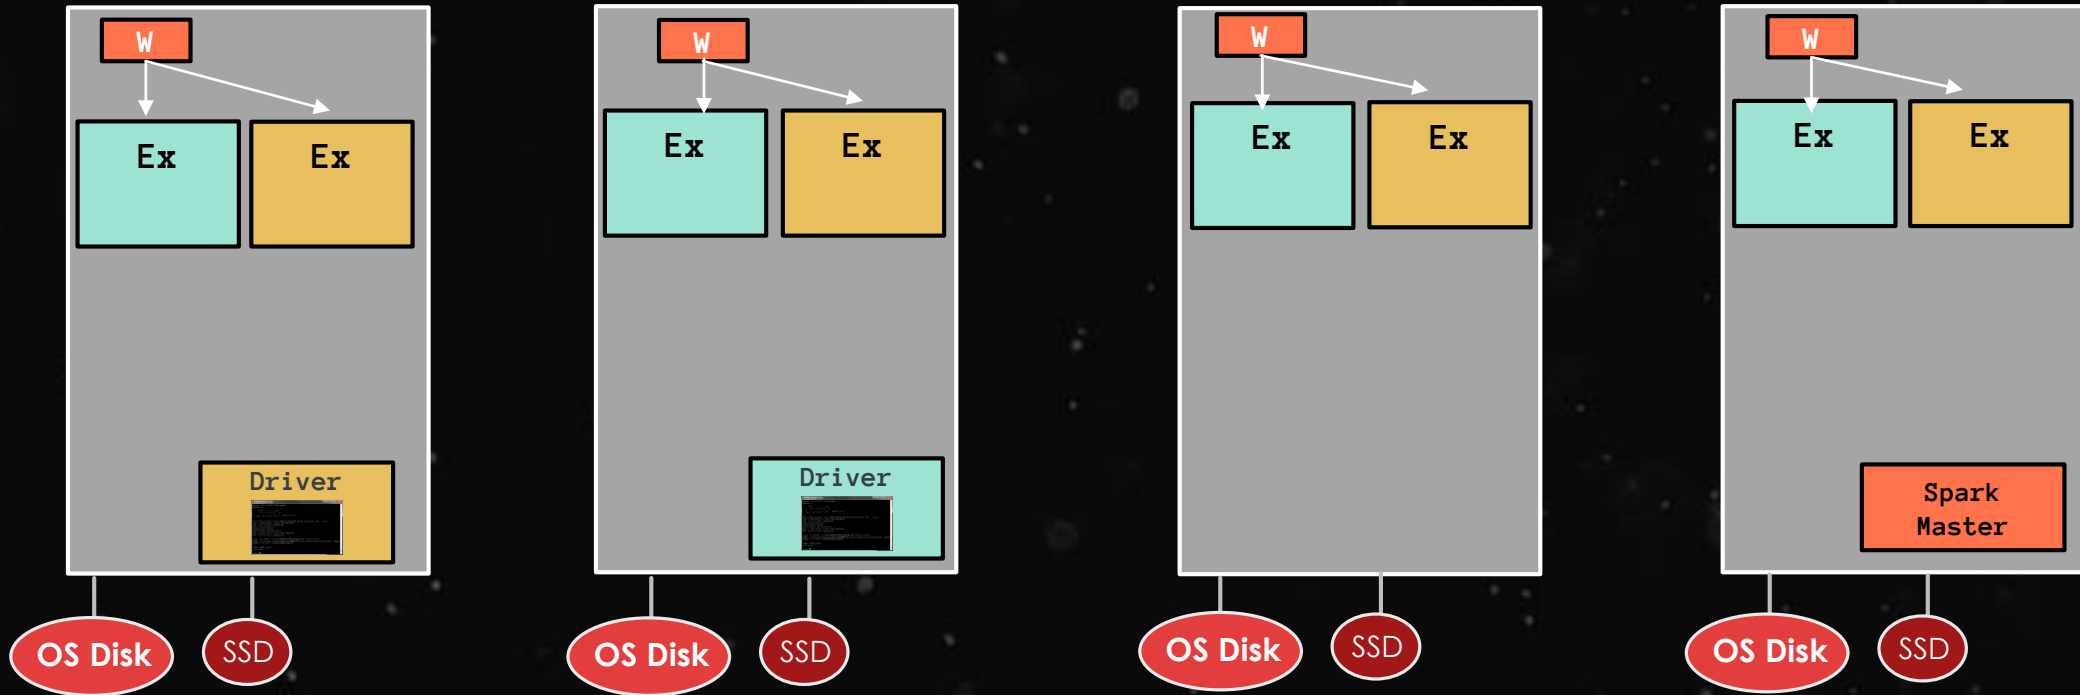 W
Ex
Ex
Driver
OS Disk
SSD
W
Ex
Ex
Driver
OS Disk
SSD
W
Ex
Ex
OS Disk
SSD
W
Ex
Ex
Spark
Master
OS Disk
SSD